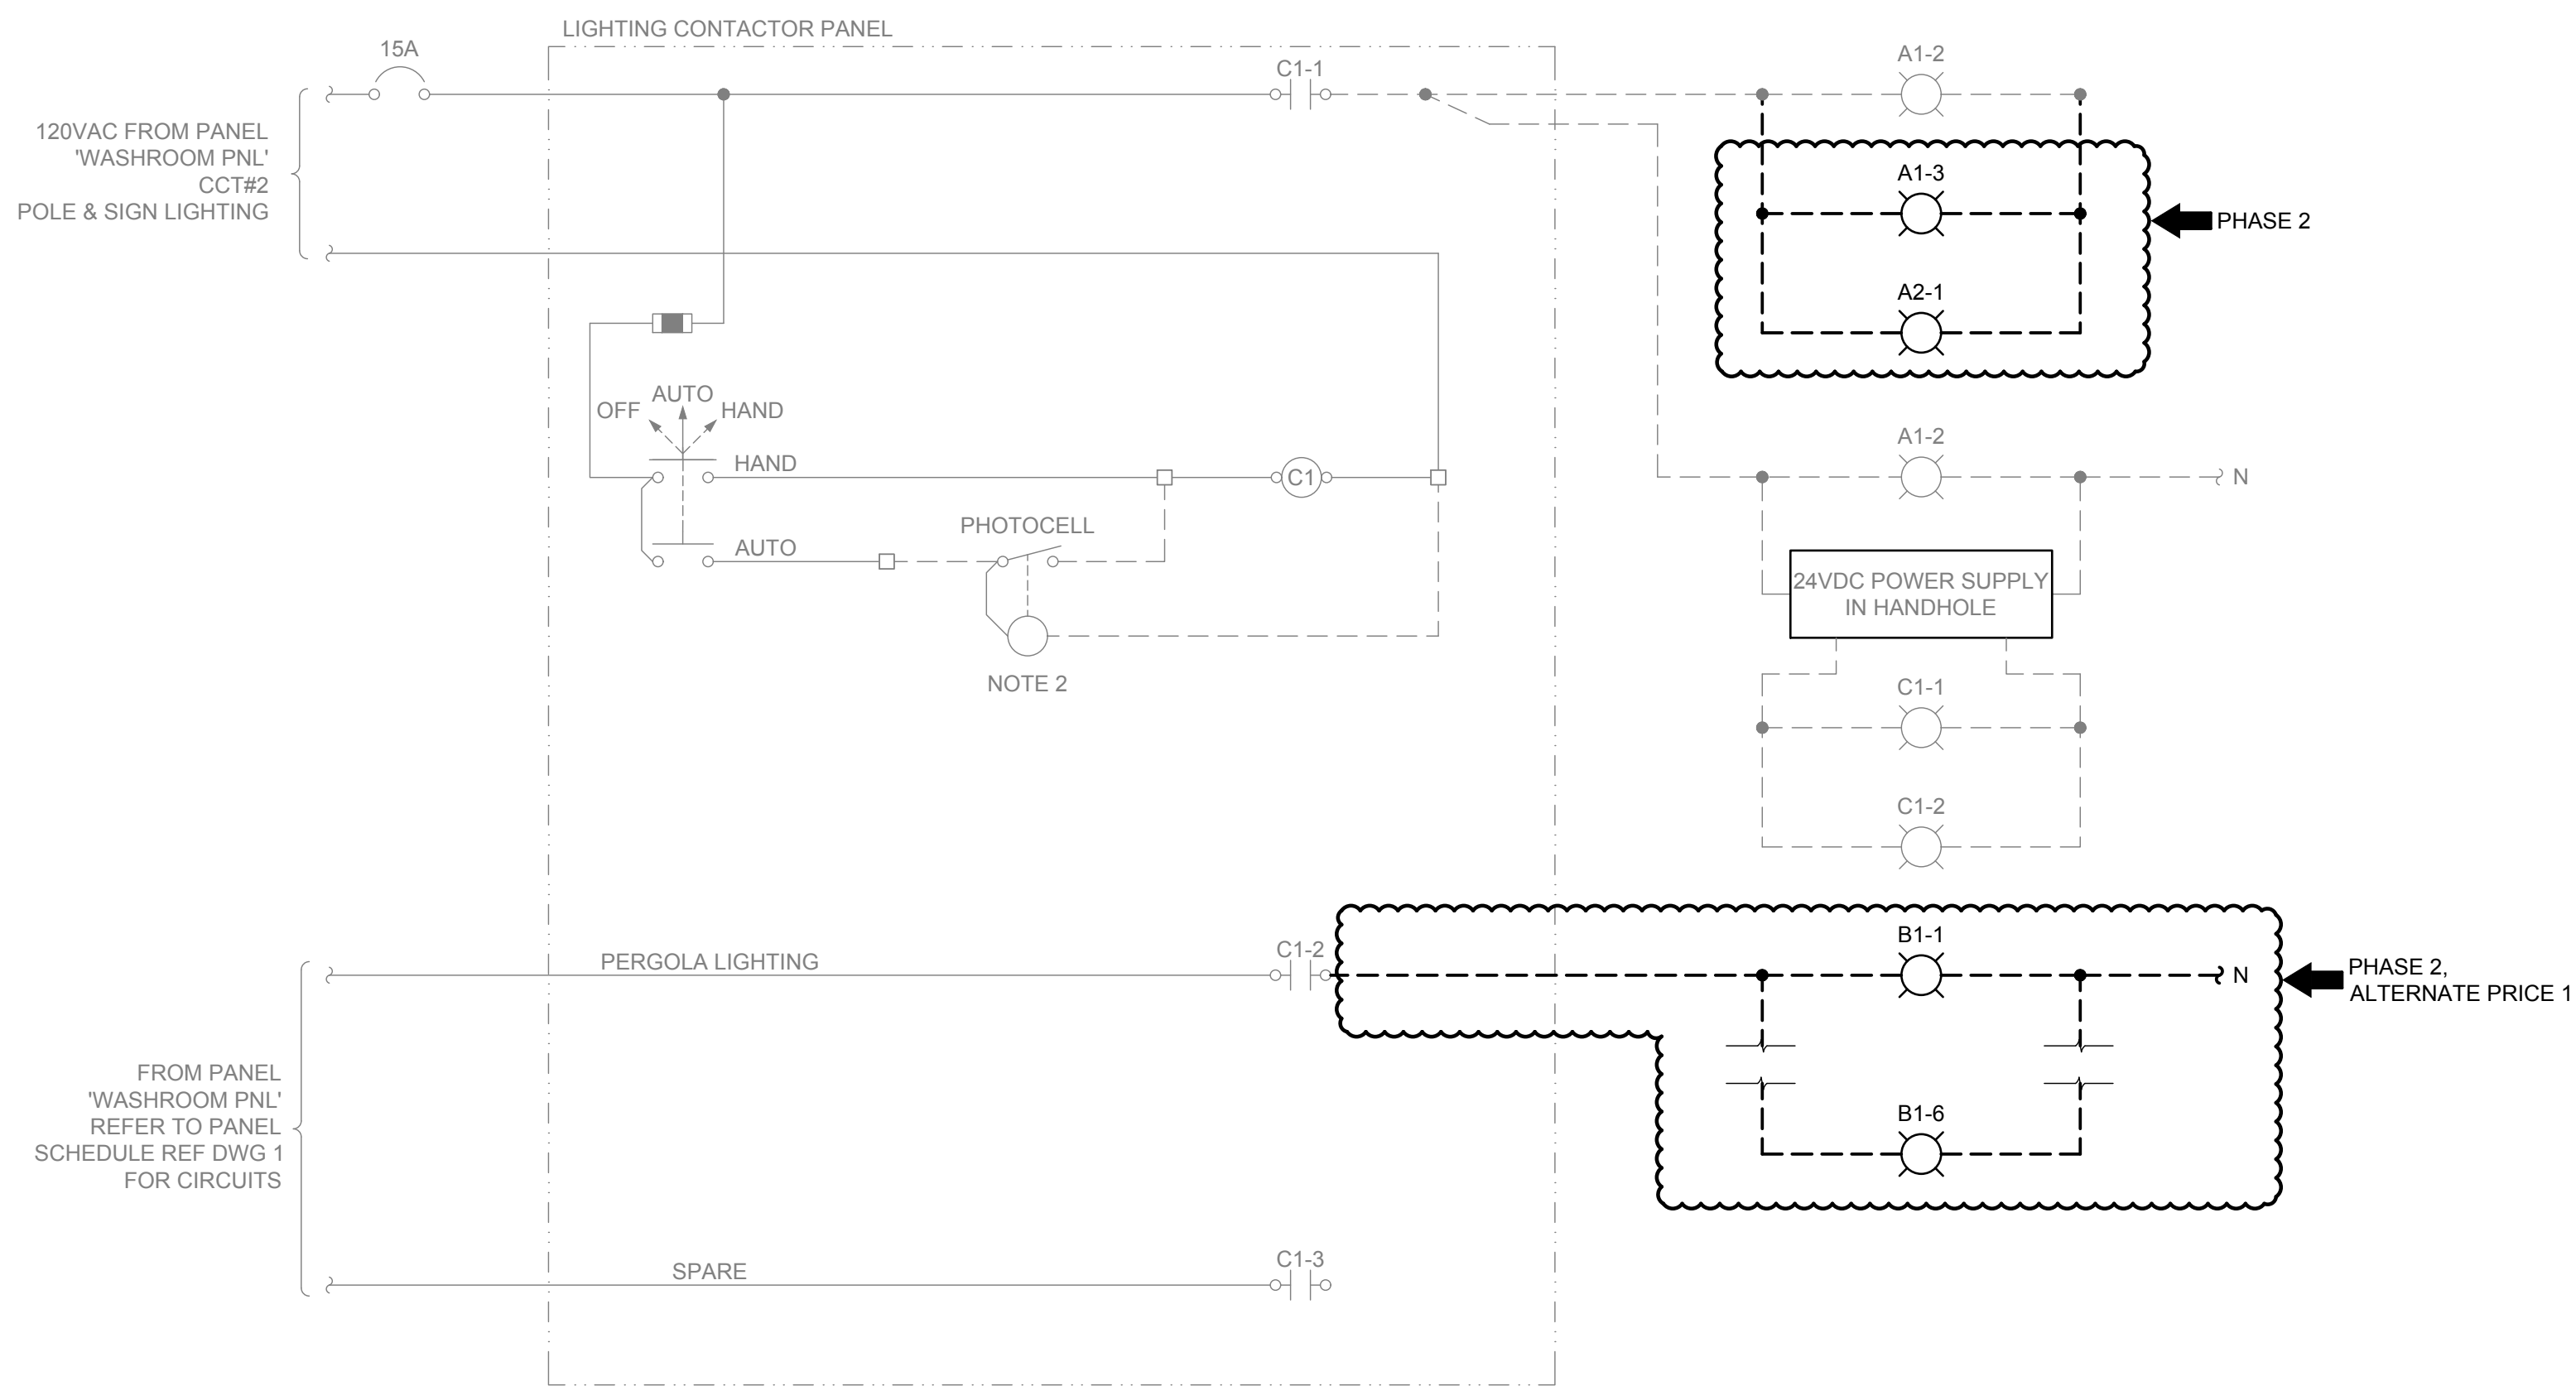 LIGHTING CONTACTOR PANEL
15A
C1-1
A1-2
120VAC FROM PANEL
'WASHROOM PNL'
CCT#2
POLE & SIGN LIGHTING
A1-3
PHASE 2
A2-1
OFF
AUTO
HAND
HAND
C1
A1-2
N
PHOTOCELL
AUTO
24VDC POWER SUPPLY
IN HANDHOLE
NOTE 2
C1-1
C1-2
PERGOLA LIGHTING
C1-2
B1-1
N
PHASE 2,
ALTERNATE PRICE 1
FROM PANEL
'WASHROOM PNL'
REFER TO PANEL
SCHEDULE REF DWG 1
FOR CIRCUITS
B1-6
SPARE
C1-3